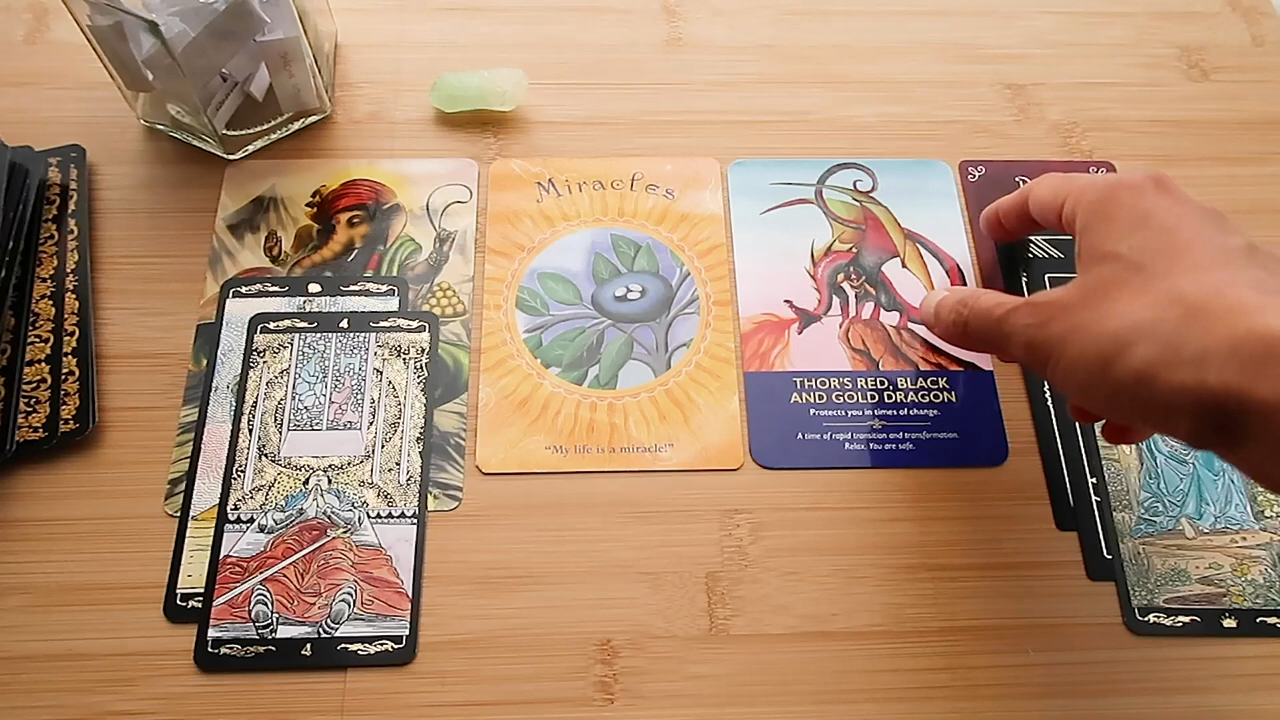 Miracles
"My life is a miracle!"
THOR'S RED, BLACK
AND GOLD DRAGON
Protects you in times of change.
A time of rapid transition and transformation.
Relax. You are safe.
4
4